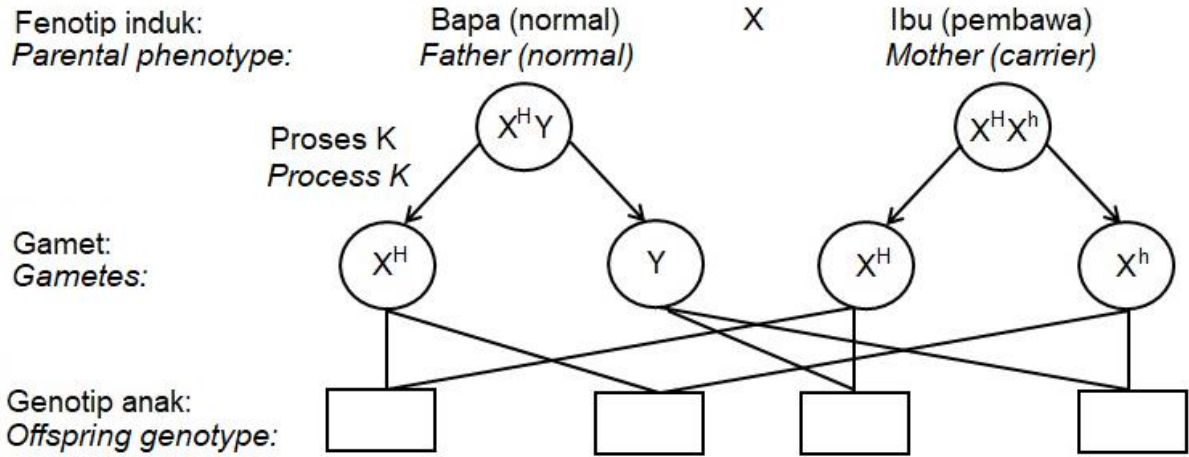 Fenotip induk: Bapa (normal) X Ibu (pembawa)
Parental phenotype: Father (normal) Mother (carrier)
X^H Y X^H X^h
Proses K
Process K
Gamet:
Gametes:
X^H Y X^H X^h
Genotip anak:
Offspring genotype: